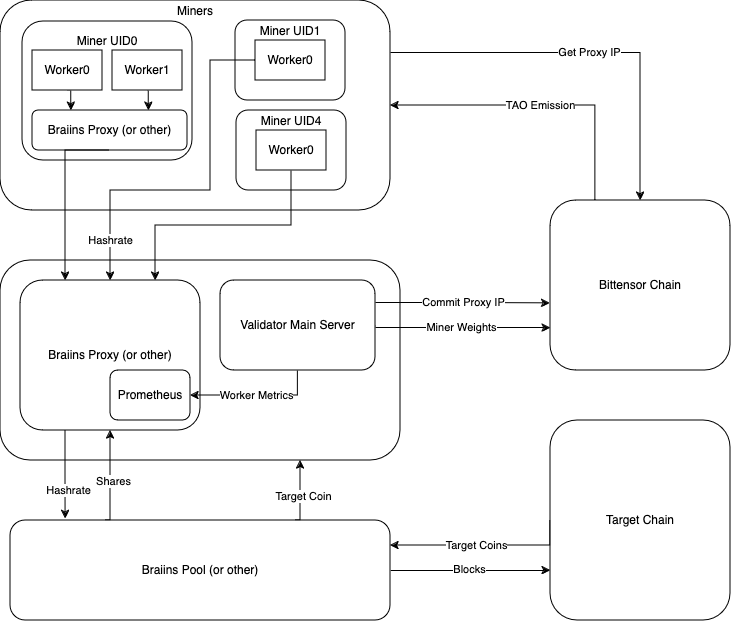 Miners
Miner UID0
Worker0
Worker1
Braiins Proxy (or other)
Miner UID1
Worker0
Miner UID4
Worker0
Get Proxy IP
TAO Emission
Hashrate
Bittensor Chain
Braiins Proxy (or other)
Prometheus
Validator Main Server
Commit Proxy IP
Miner Weights
Worker Metrics
Hashrate
Shares
Target Coin
Braiins Pool (or other)
Target Coins
Blocks
Target Chain